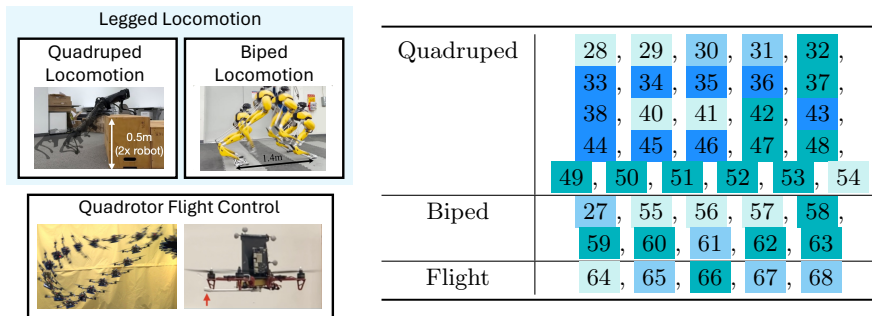 Legged Locomotion
Quadruped
Locomotion
Biped
Locomotion
0.5m
(2x robot)
1.4m
Quadrotor Flight Control
Quadruped 28 , 29 , 30 , 31 , 32 ,
33 , 34 , 35 , 36 , 37 ,
38 , 40 , 41 , 42 , 43
44 , 45 , 46 , 47 , 48 ,
49 , 50 , 51 , 52 , 53 , 54
Biped 27 , 55 , 56 , 57 , 58 ,
59 , 60 , 61 , 62 , 63
Flight 64 , 65 , 66 , 67 , 68